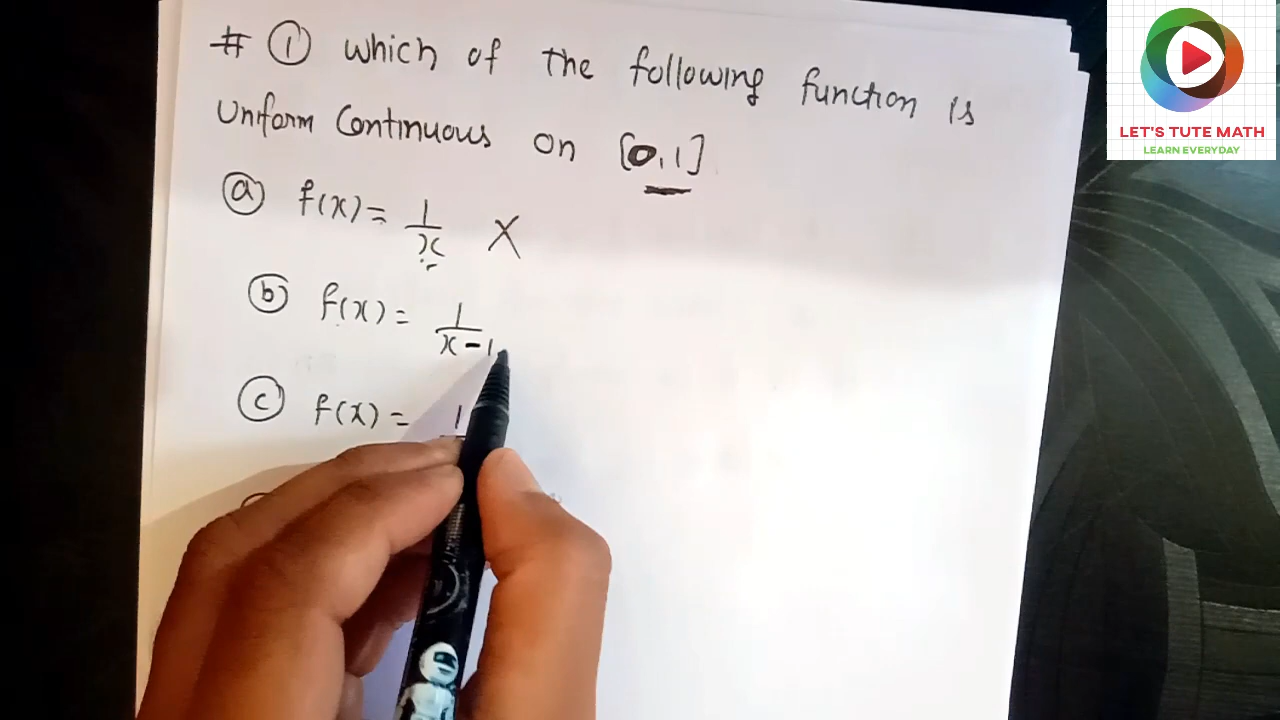 # ① which of the following function is
Uniform Continuous on [0,1]
ⓐ f(x) = 1/x X
ⓑ f(x) = 1/x-1
ⓒ f(x) = 1
LET'S TUTE MATH
LEARN EVERYDAY